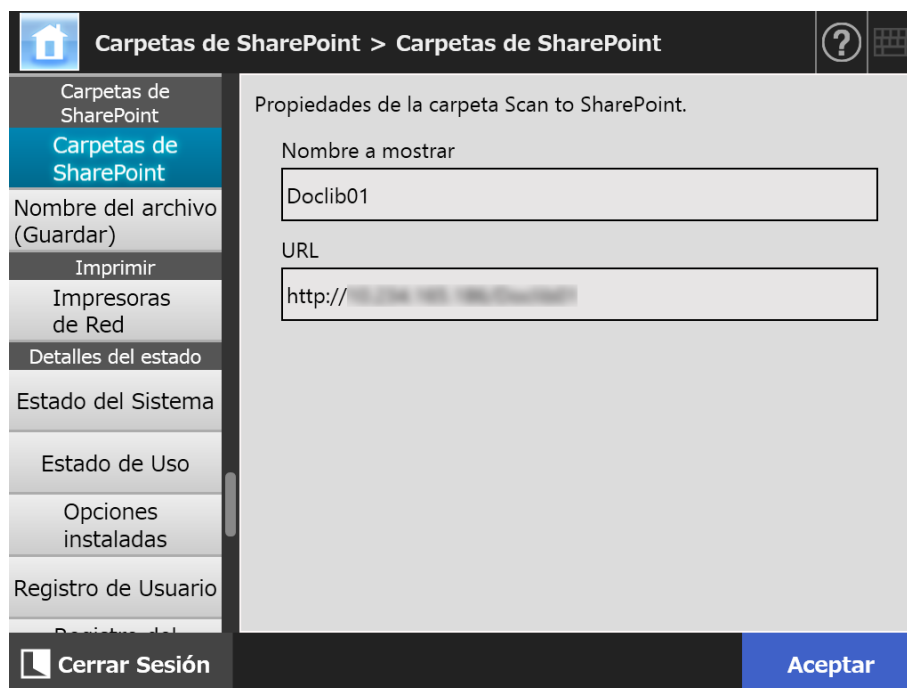 Carpetas de SharePoint > Carpetas de SharePoint
?
Carpetas de
SharePoint
Carpetas de
SharePoint
Nombre del archivo
(Guardar)
Imprimir
Impresoras
de Red
Detalles del estado
Estado del Sistema
Estado de Uso
Opciones
instaladas
Registro de Usuario
Propiedades de la carpeta Scan to SharePoint.
Nombre a mostrar
Doclib01
URL
http://
Cerrar Sesión
Aceptar